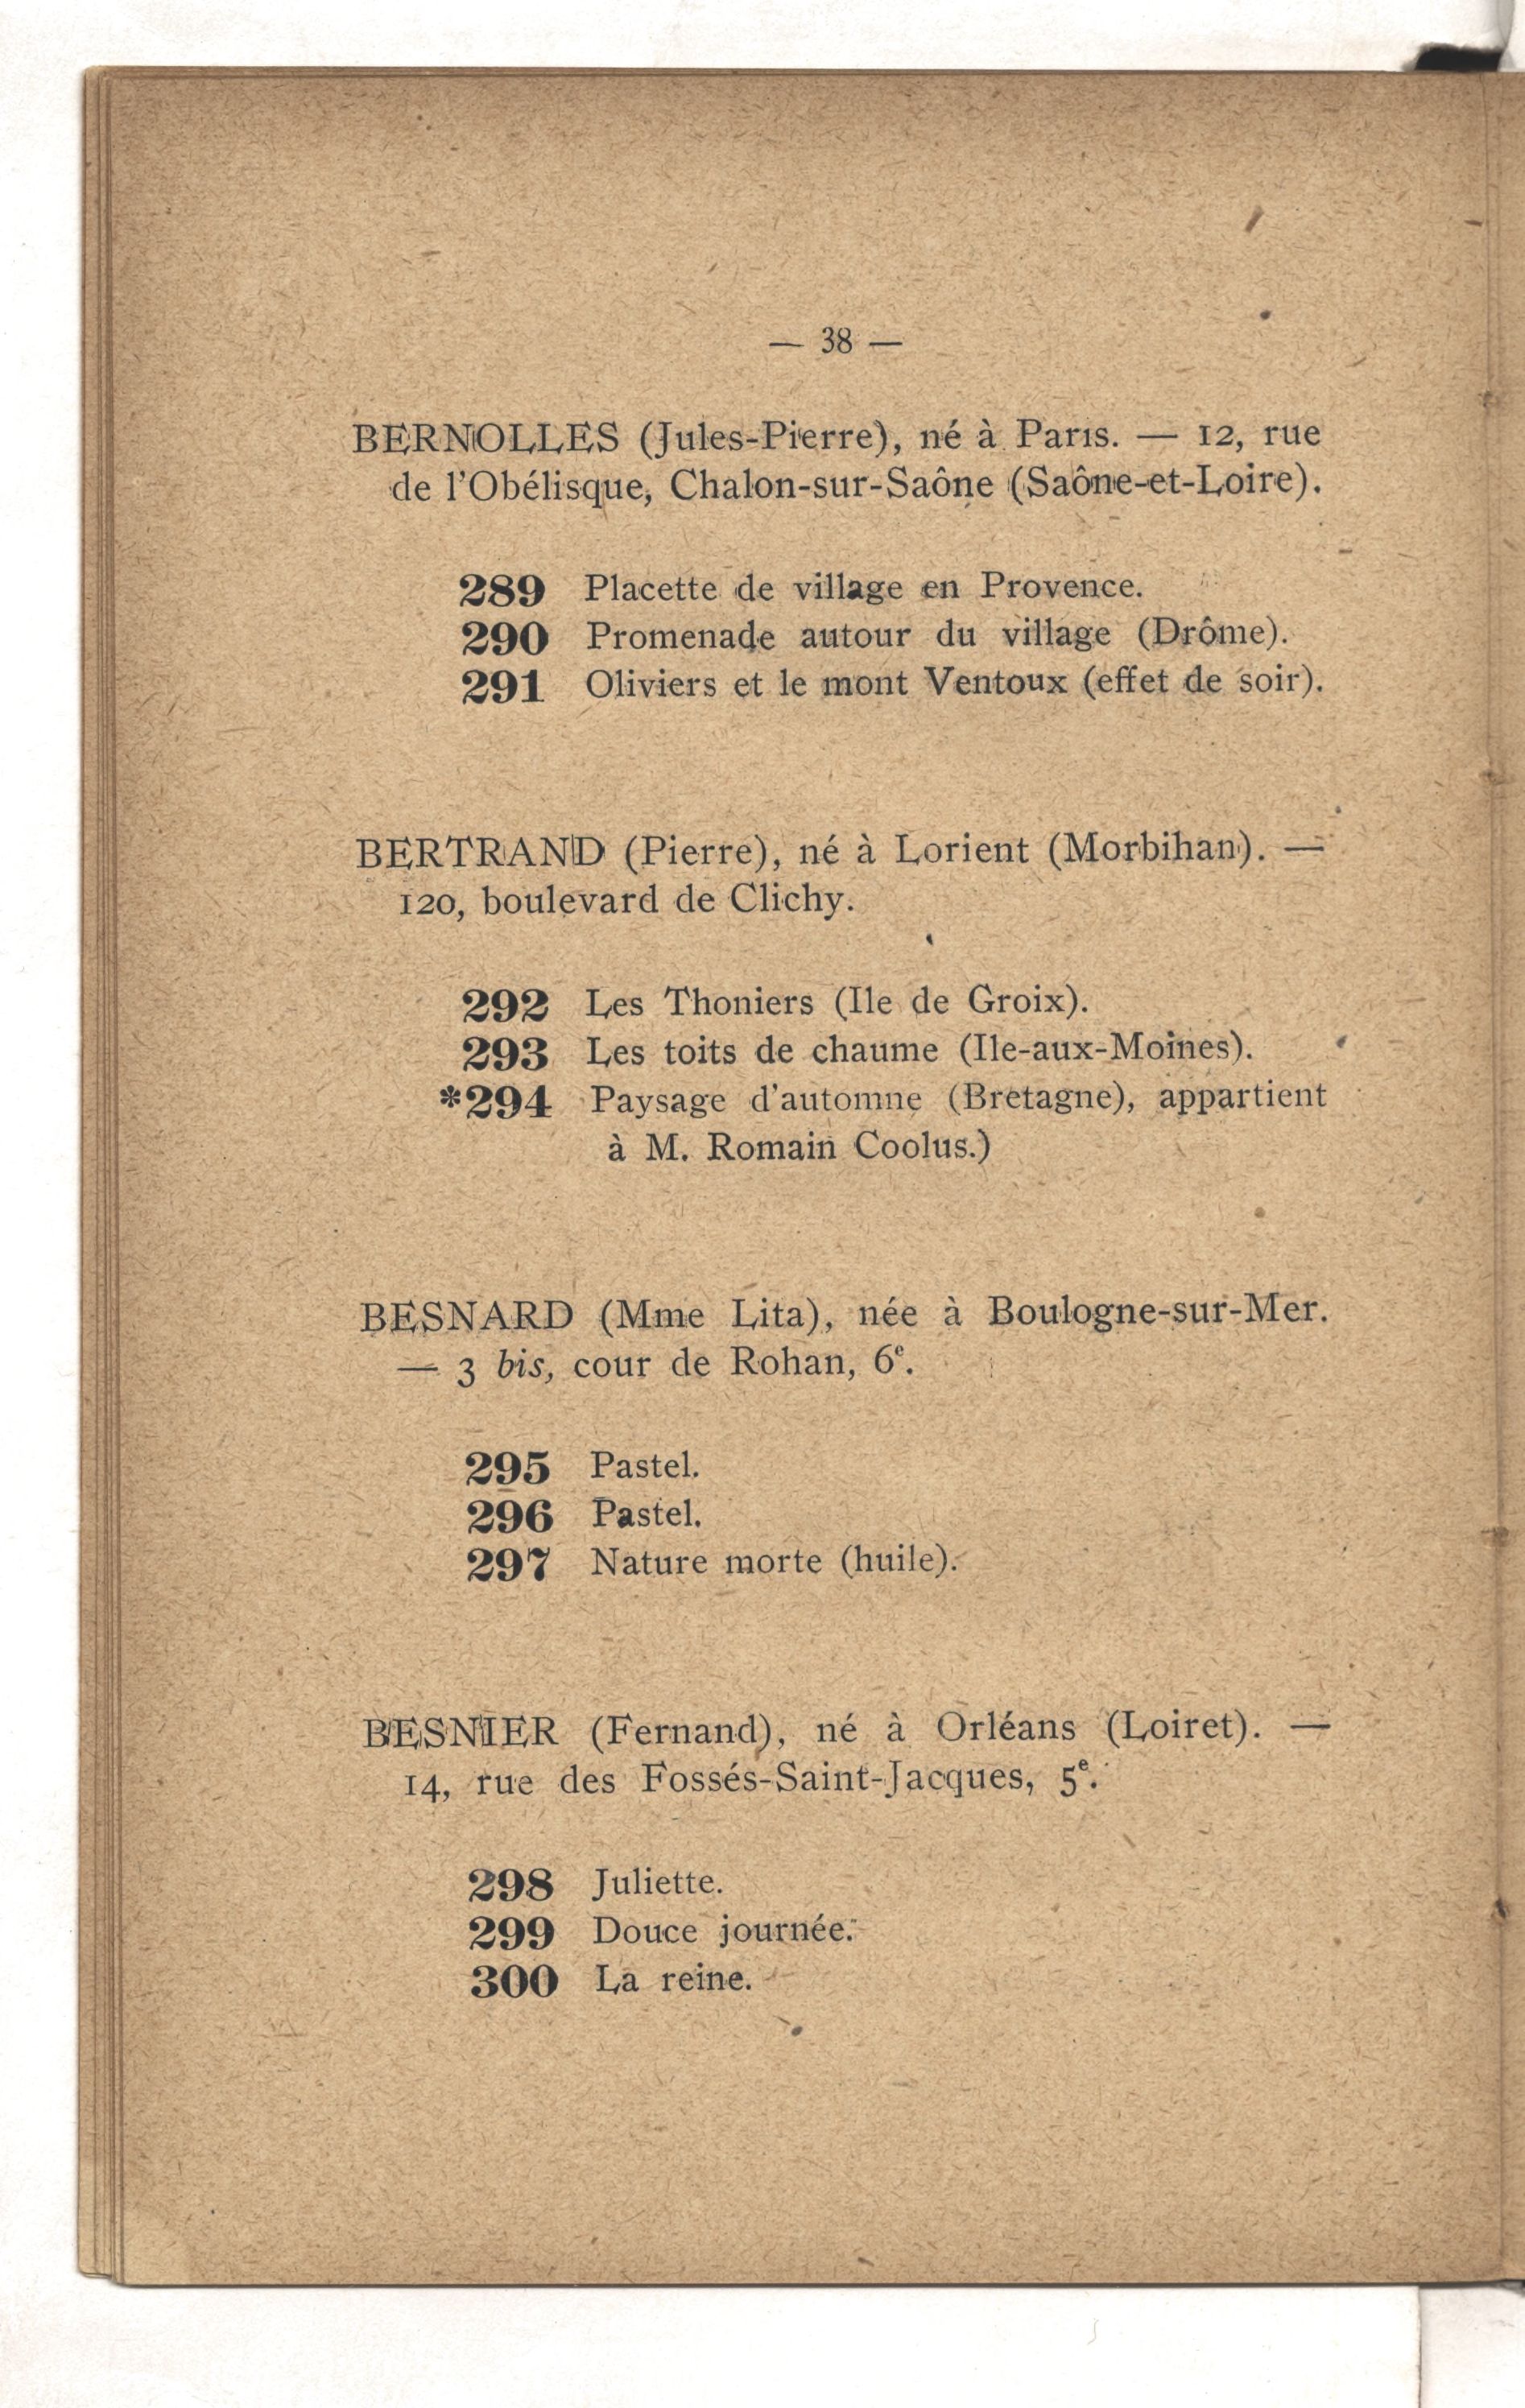 — 38 —
BERNOLLES (Jules-Pierre), né à Paris. — 12, rue
de l'Obélisque, Chalon-sur-Saône (Saône-et-Loire).
289 Placette de village en Provence.
290 Promenade autour du village (Drôme).
291 Oliviers et le mont Ventoux (effet de soir).
BERTRAND (Pierre), né à Lorient (Morbihan). —
120, boulevard de Clichy.
292 Les Thoniers (Ile de Groix).
293 Les toits de chaume (Ile-aux-Moines).
*294 Paysage d'automne (Bretagne), appartient
à M. Romain Coolus.)
BESNARD (Mme Lita), née à Boulogne-sur-Mer.
— 3 bis, cour de Rohan, 6e.
295 Pastel.
296 Pastel.
297 Nature morte (huile).
BESNIER (Fernand), né à Orléans (Loiret). —
14, rue des Fossés-Saint-Jacques, 5e.
298 Juliette.
299 Douce journée.
300 La reine.